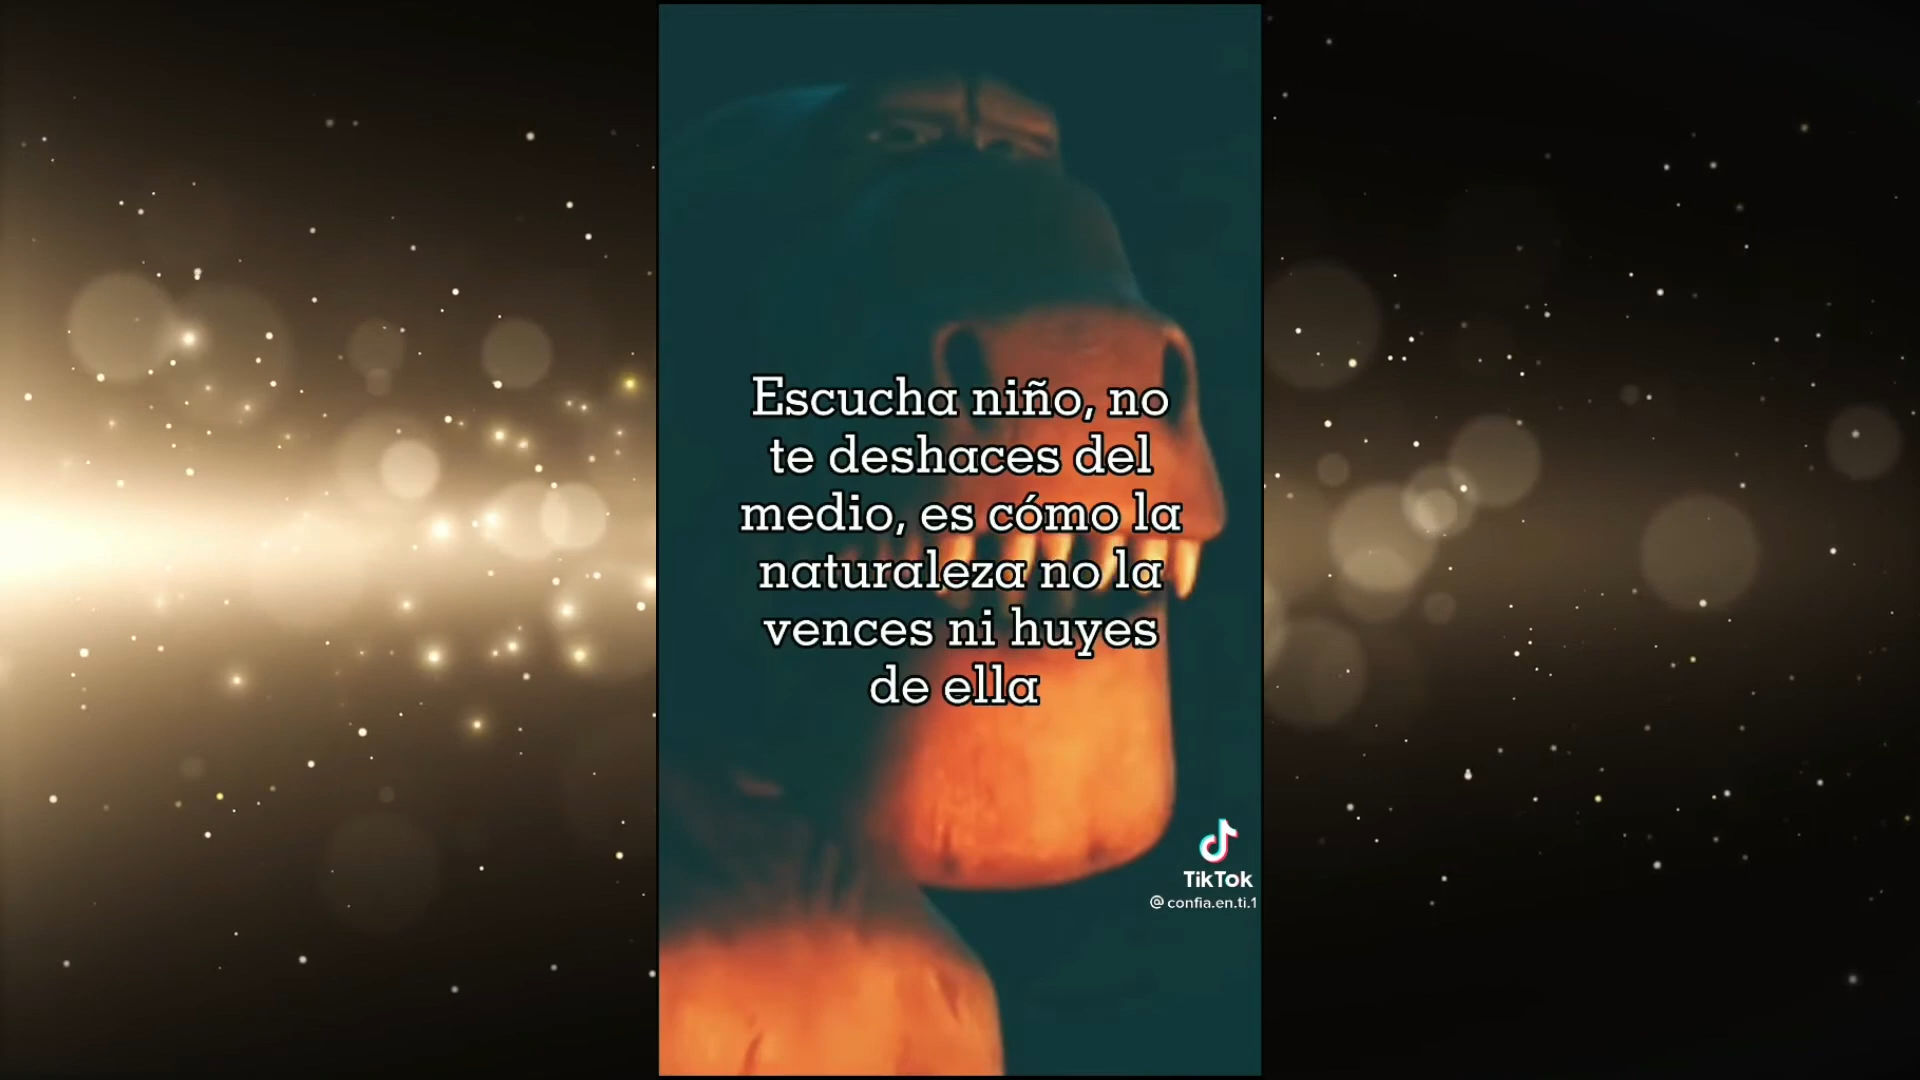 Escucha niño, no
te deshaces del
medio, es cómo la
naturaleza no la
vences ni huyes
de ella
TikTok
@confia.en.ti.1